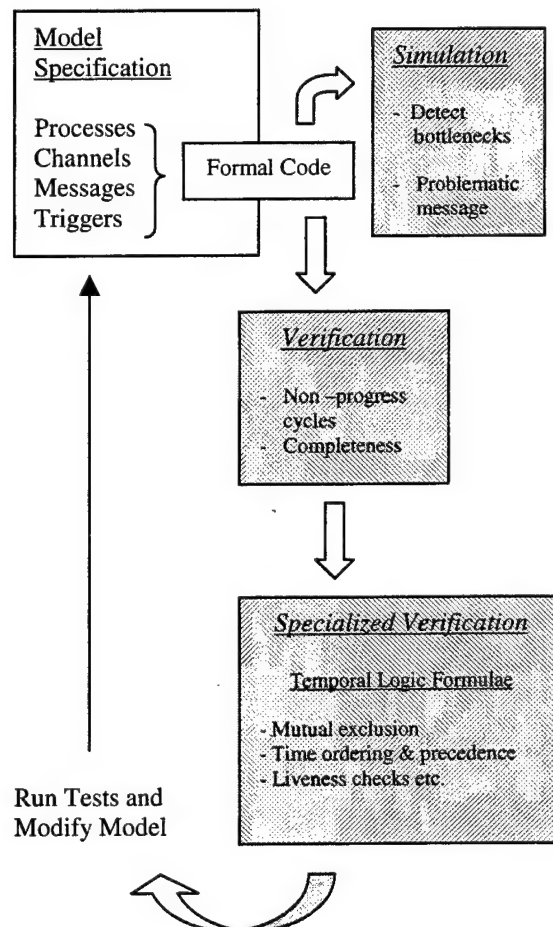 Model
Specification
Processes
Channels
Messages
Triggers
Formal Code
Simulation
- Detect
bottlenecks
- Problematic
message
Verification
- Non –progress
cycles
- Completeness
Specialized Verification
Temporal Logic Formulae
- Mutual exclusion
- Time ordering & precedence
- Liveness checks etc.
Run Tests and
Modify Model